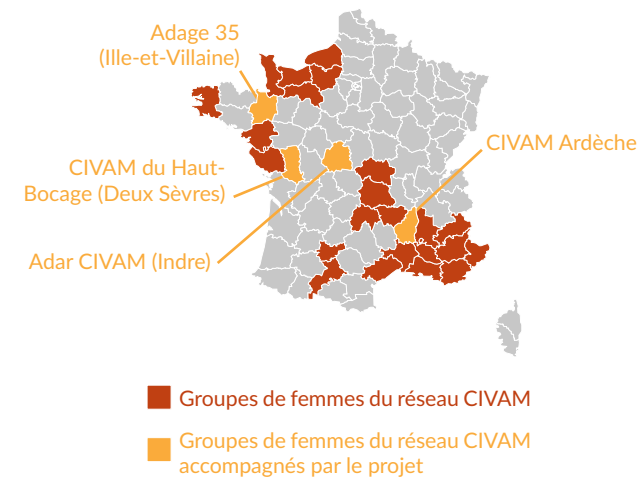 Adage 35
(Ille-et-Villaine)
CIVAM Ardèche
CIVAM du Haut-
Bocage (Deux Sèvres)
Adar CIVAM (Indre)
Groupes de femmes du réseau CIVAM
Groupes de femmes du réseau CIVAM
accompagnés par le projet